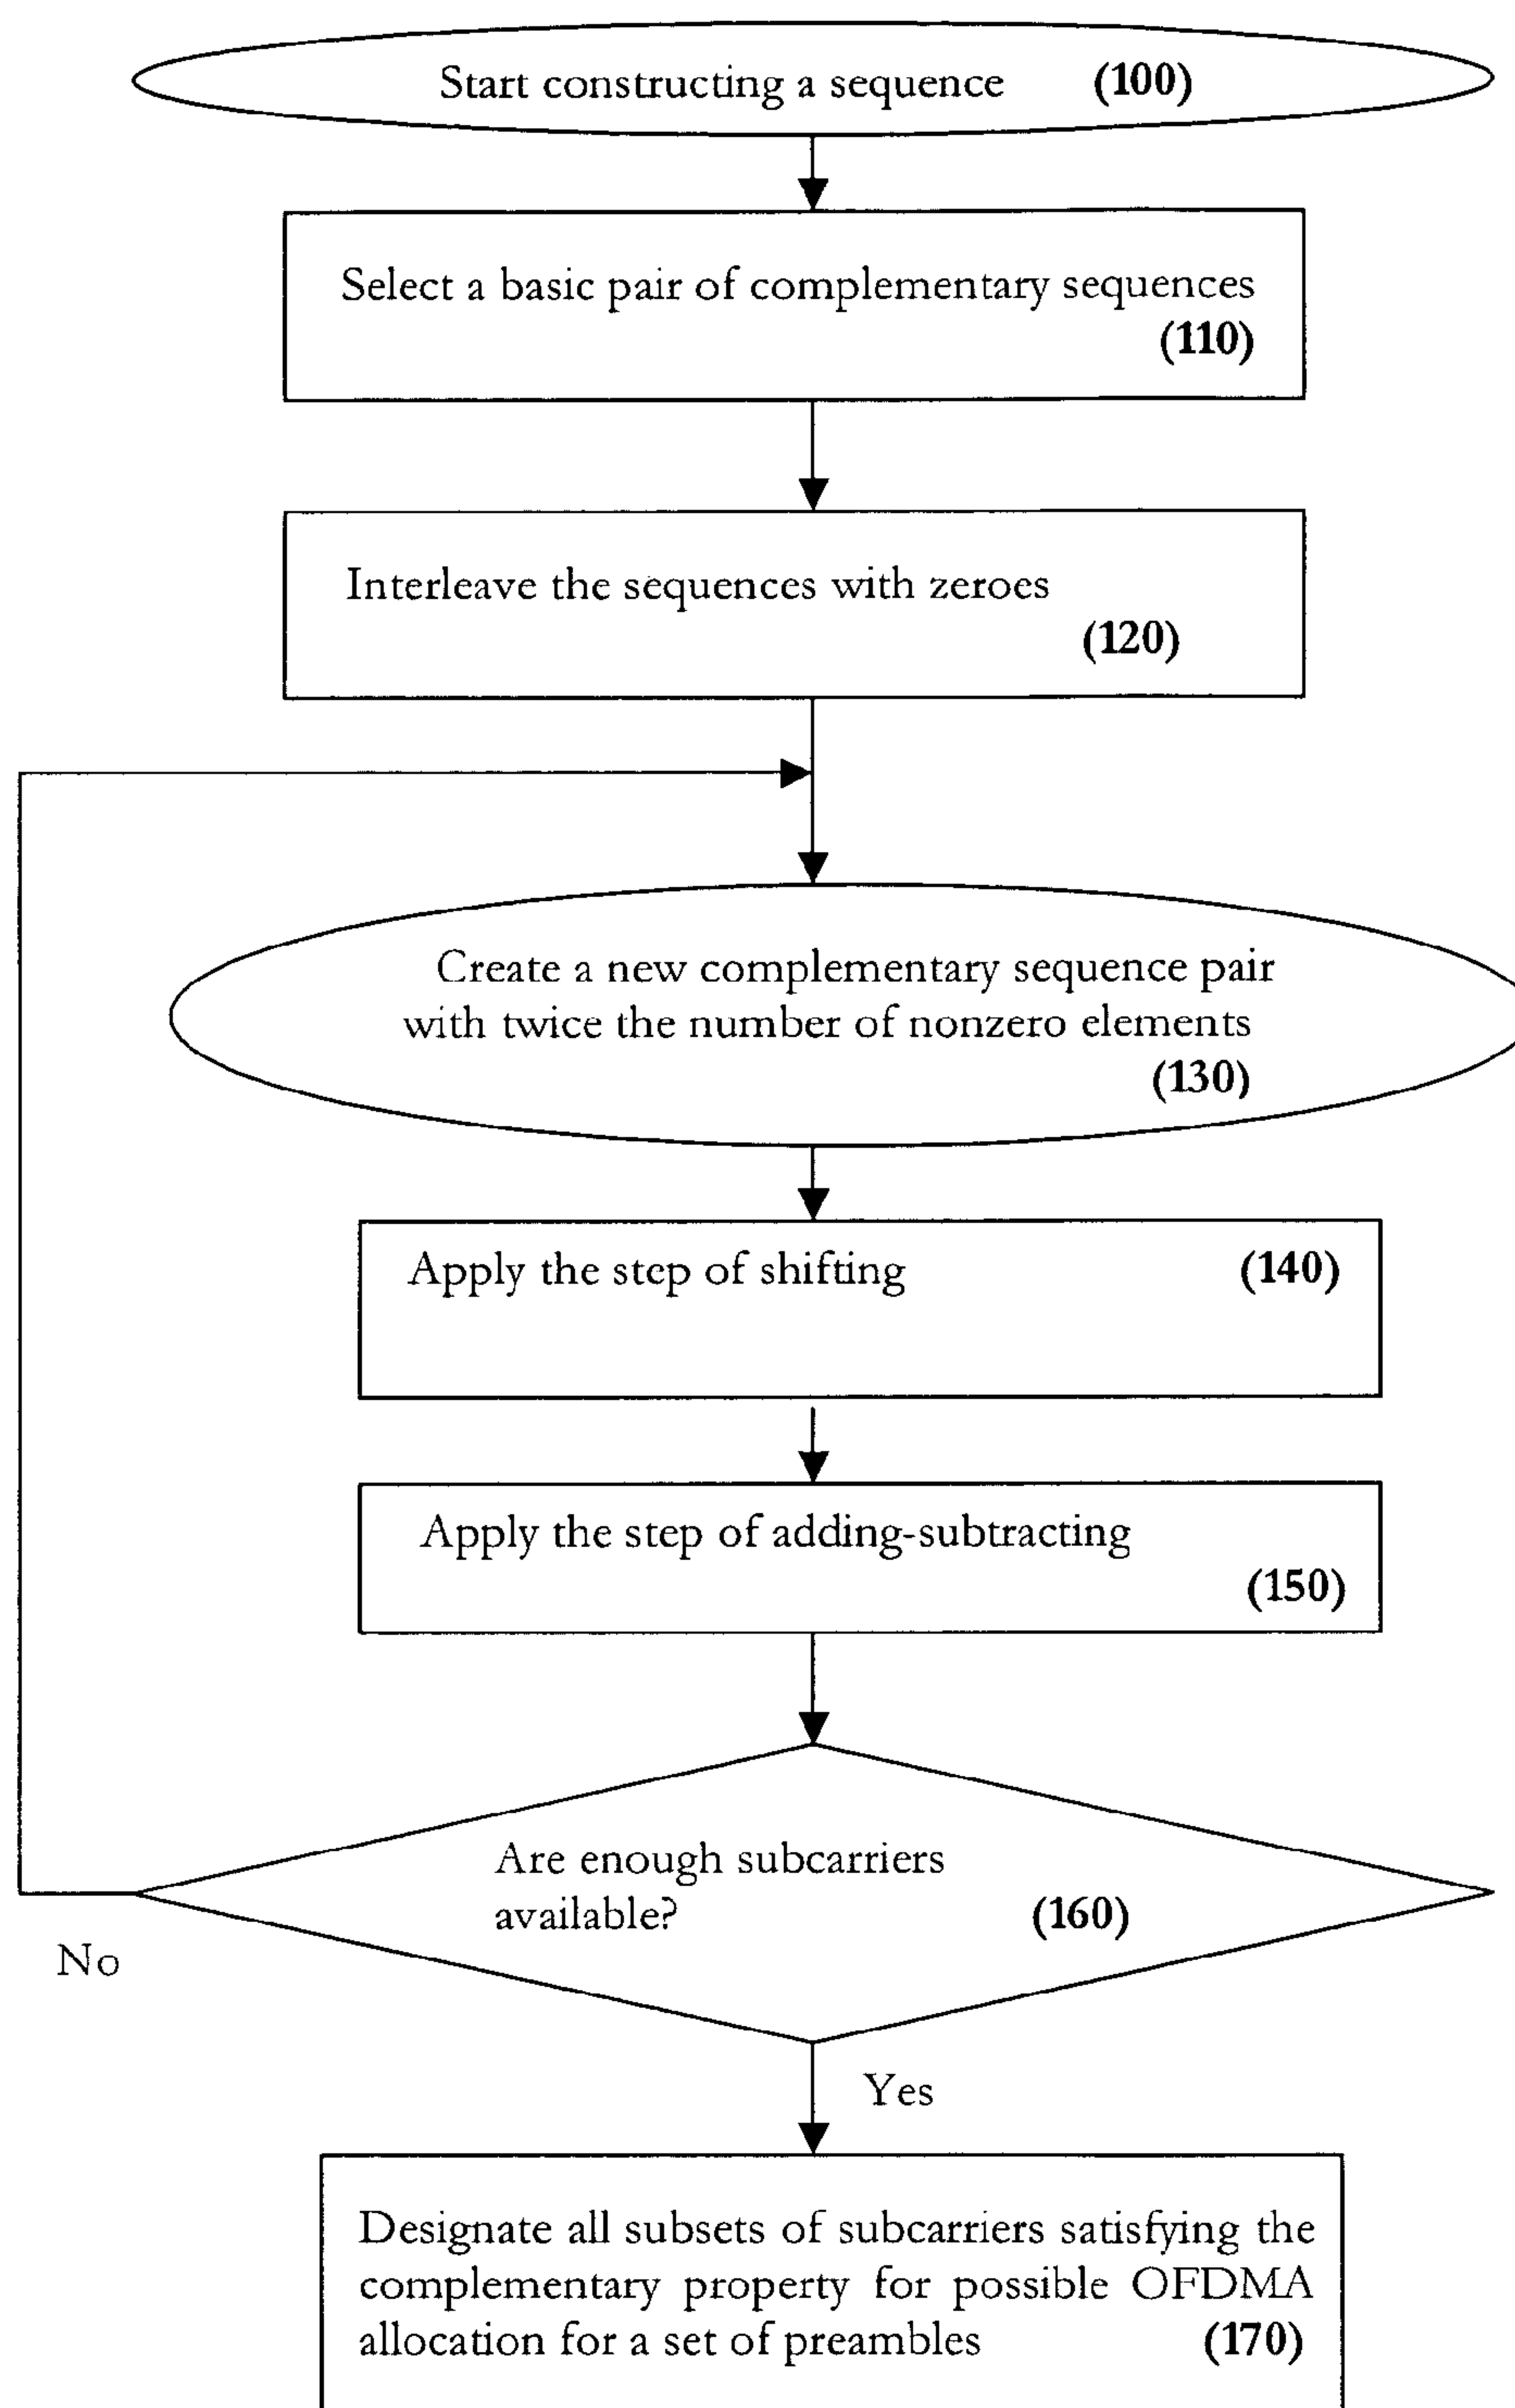 Start constructing a sequence (100)
Select a basic pair of complementary sequences
(110)
Interleave the sequences with zeroes
(120)
Create a new complementary sequence pair
with twice the number of nonzero elements
(130)
Apply the step of shifting (140)
Apply the step of adding-subtracting
(150)
Are enough subcarriers
available? (160)
No
Yes
Designate all subsets of subcarriers satisfying the
complementary property for possible OFDMA
allocation for a set of preambles (170)